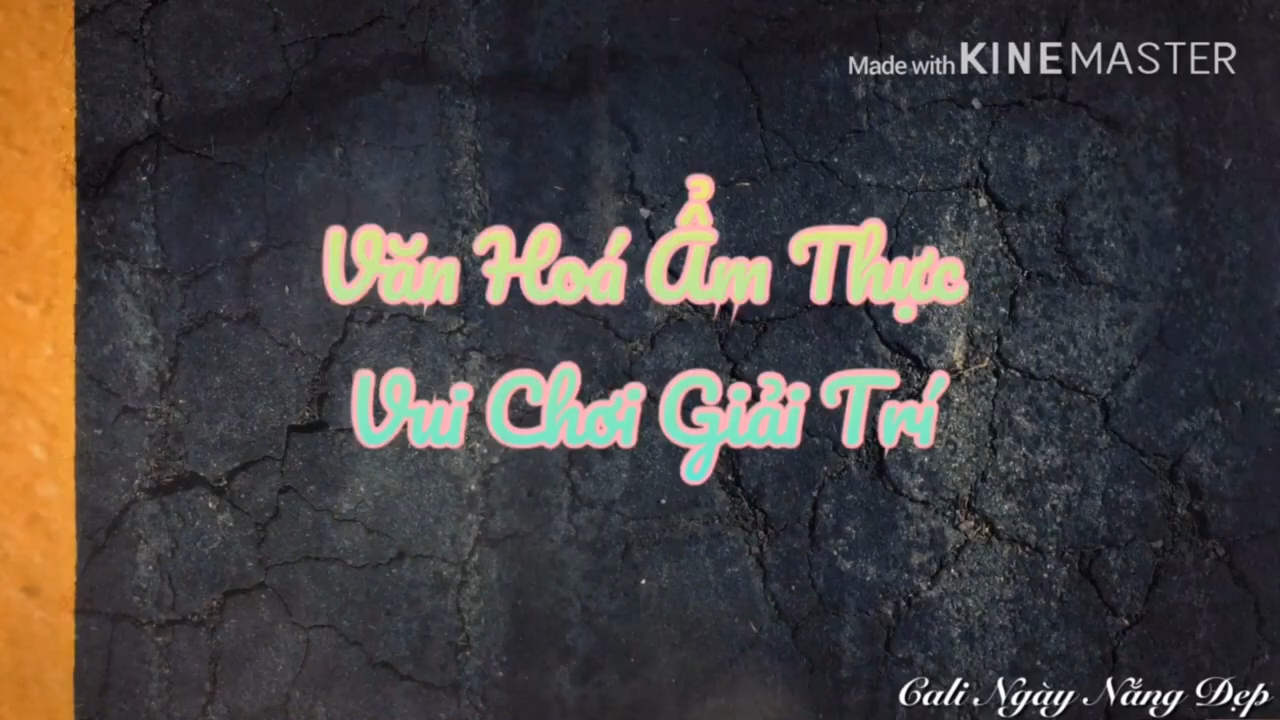 Made with KINEMASTER
Văn Hoá Ẩm Thực
Vui Chơi Giải Trí
Cali Ngày Nắng Đẹp